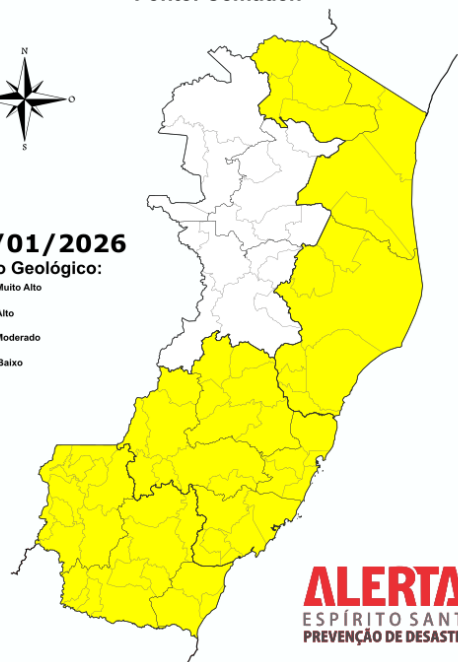 N
O
S
/01/2026
o Geológico:
Muito Alto
Alto
Moderado
Baixo
ALERTA
ESPÍRITO SANT
PREVENÇÃO DE DESAST